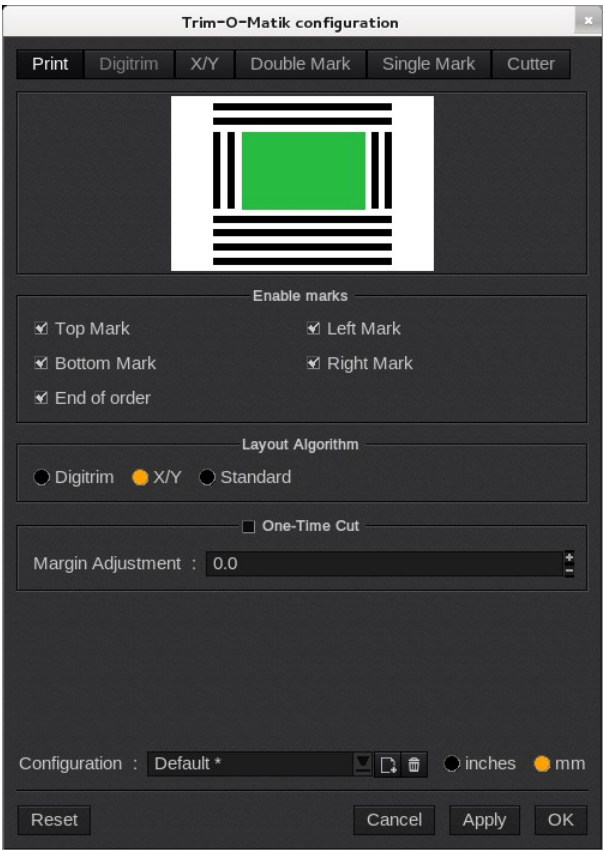 Trim-O-Matik configuration
Print Digitrim X/Y Double Mark Single Mark Cutter
Enable marks
Top Mark Left Mark
Bottom Mark Right Mark
End of order
Layout Algorithm
Digitrim X/Y Standard
One-Time Cut
Margin Adjustment : 0.0
Configuration : Default * inches mm
Reset Cancel Apply OK